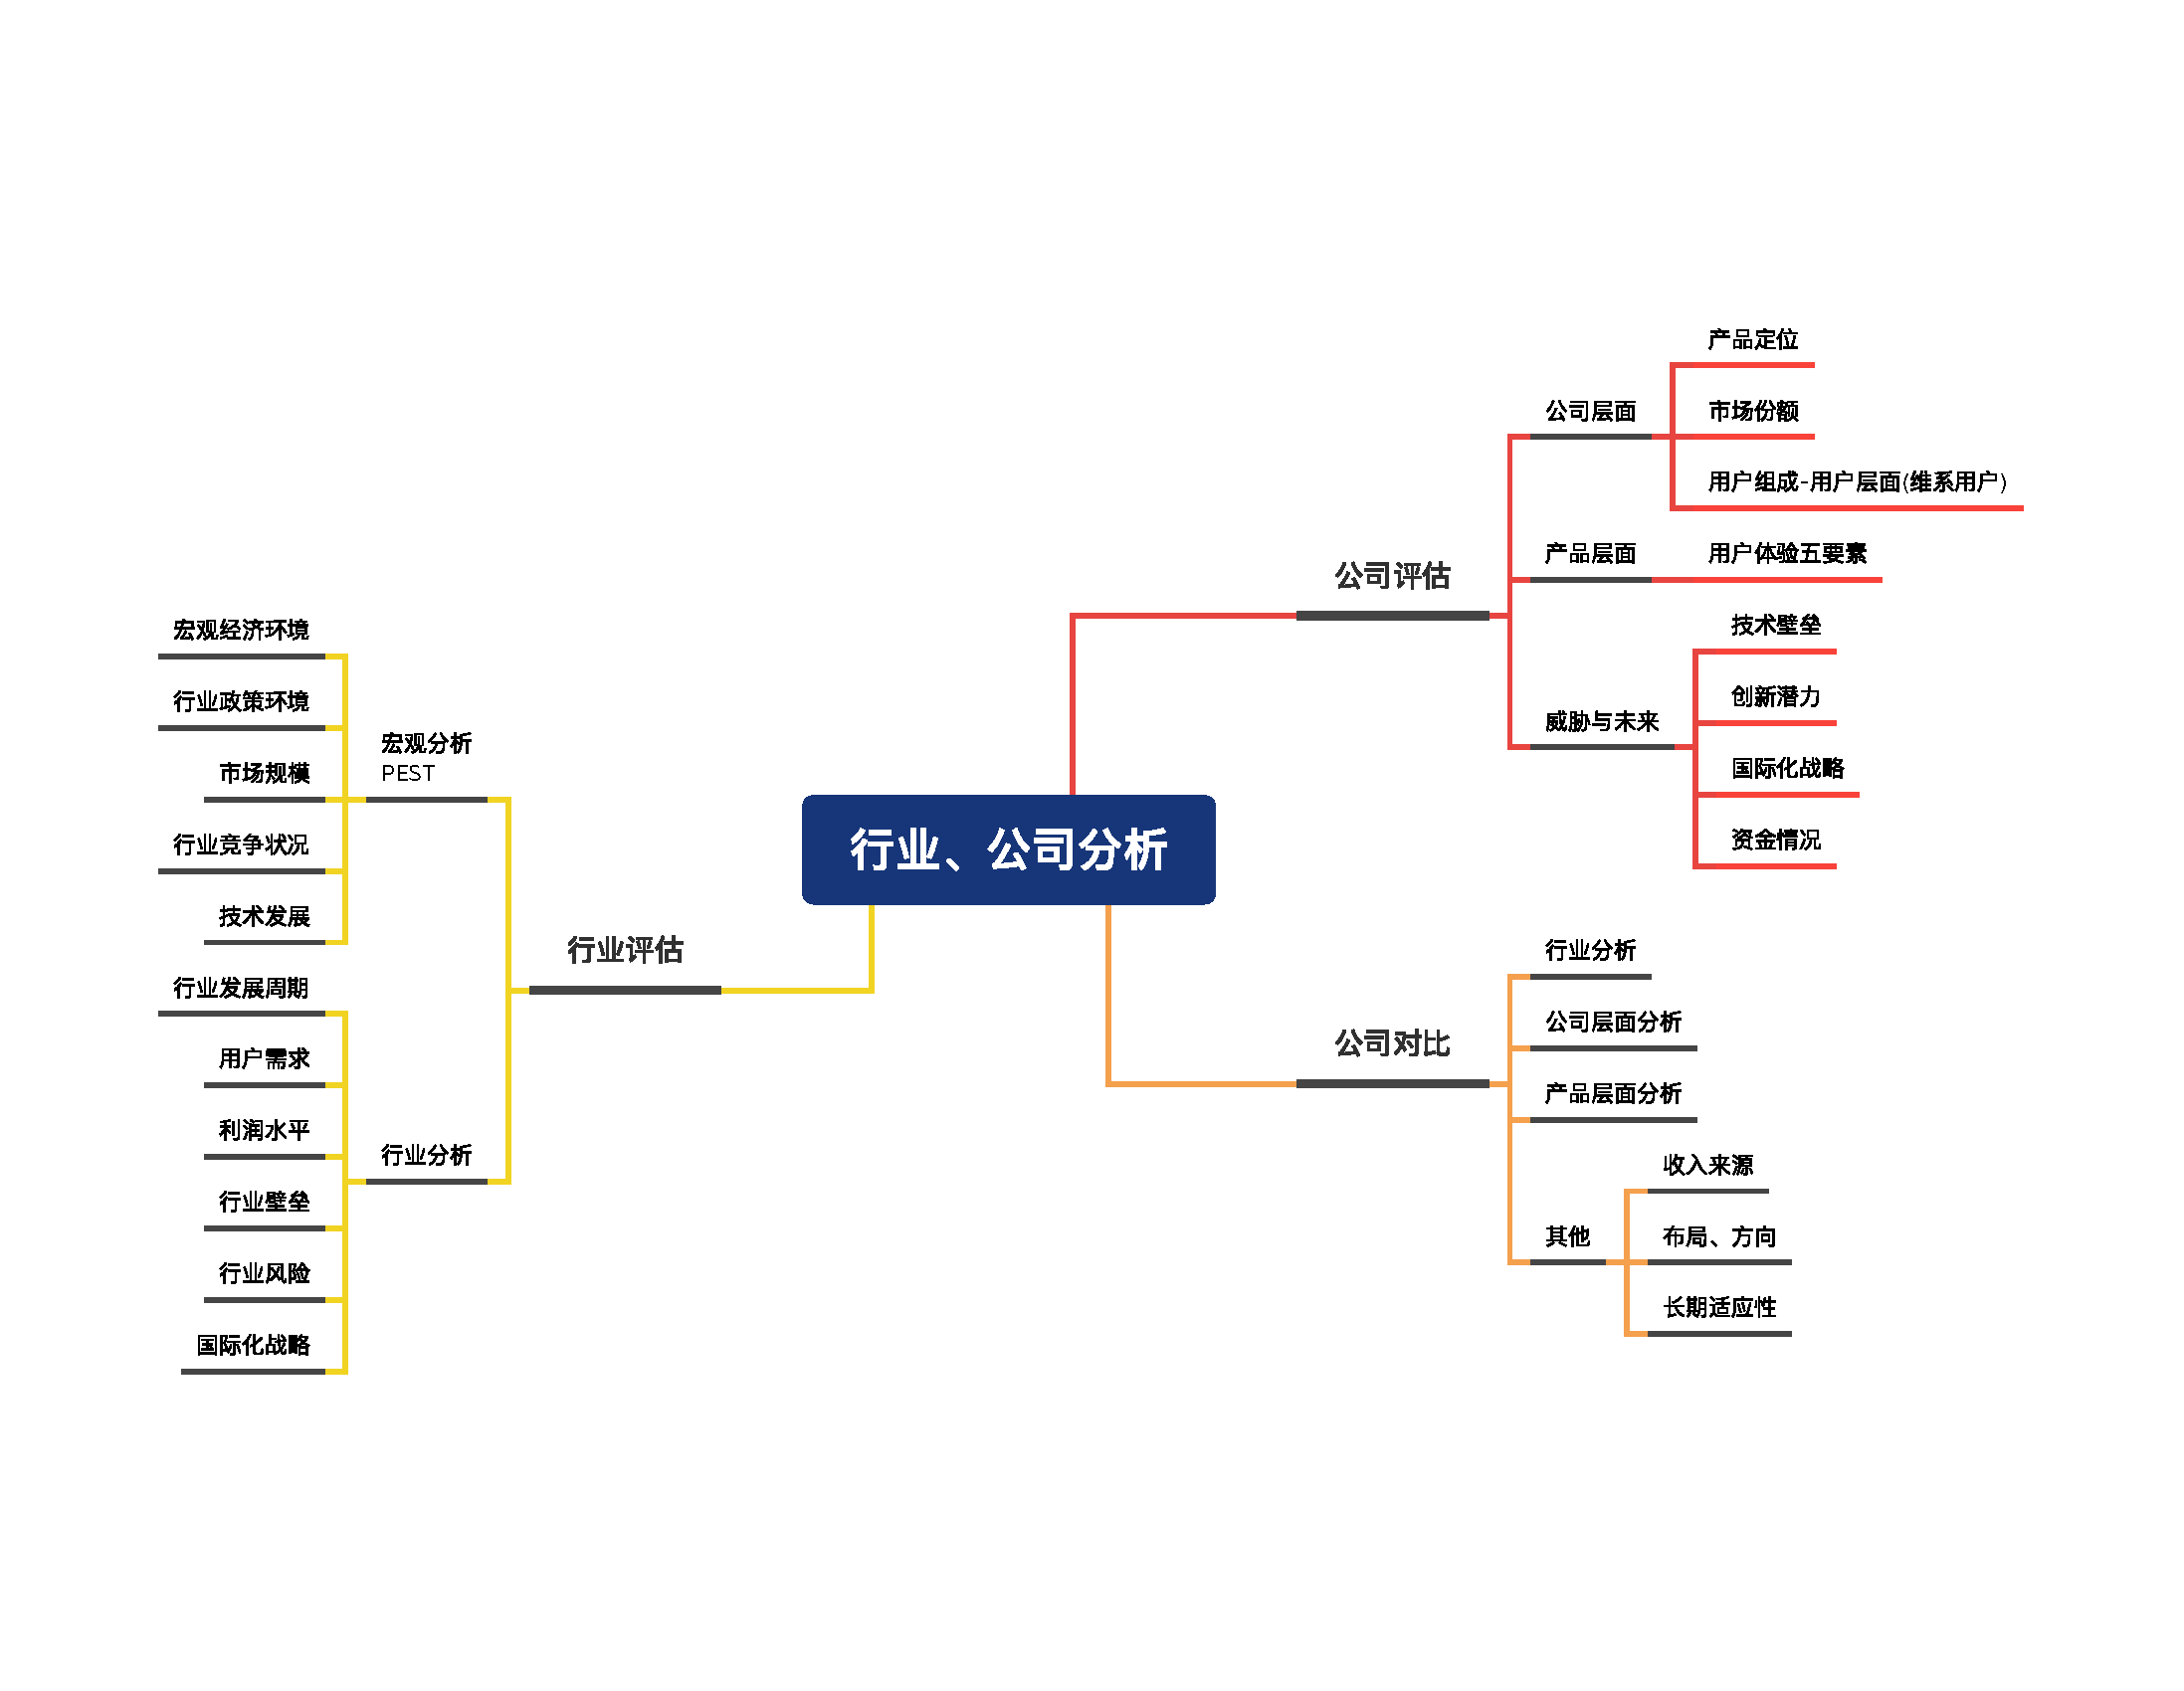 行业、公司分析
公司评估
公司层面
产品定位
市场份额
用户组成-用户层面(维系用户)
产品层面
用户体验五要素
威胁与未来
技术壁垒
创新潜力
国际化战略
资金情况
公司对比
行业分析
公司层面分析
产品层面分析
其他
收入来源
布局、方向
长期适应性
行业评估
宏观分析
PEST
宏观经济环境
行业政策环境
市场规模
行业竞争状况
技术发展
行业分析
行业发展周期
用户需求
利润水平
行业壁垒
行业风险
国际化战略